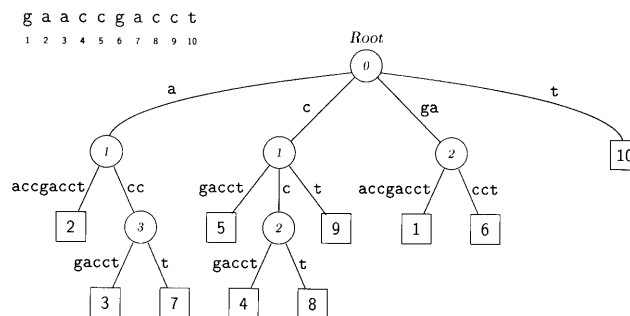 g a a c c g a c c t
1 2 3 4 5 6 7 8 9 10
Root
0
a c ga t
1 1 2 10
accgacct cc gacct c t accgacct cct
2 3 5 2 9 1 6
gacct t gacct t
3 7 4 8